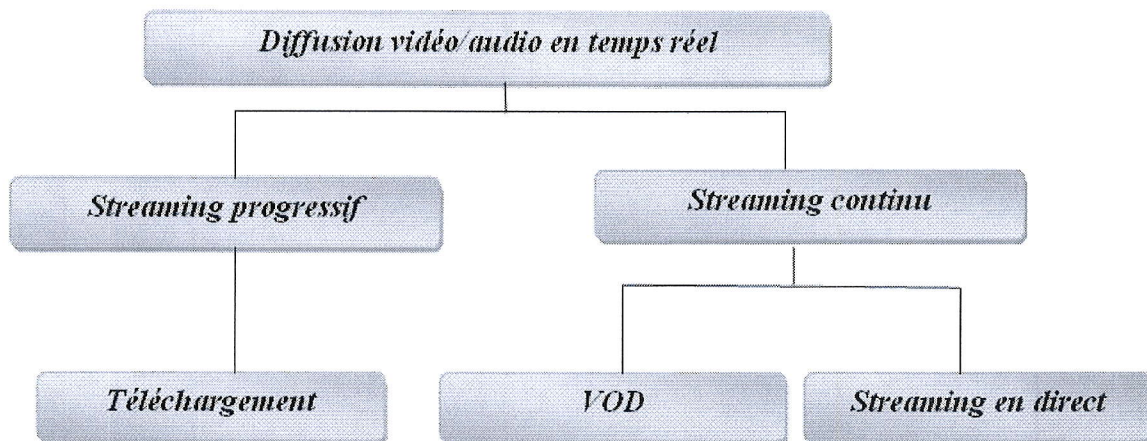 Diffusion vidéo/audio en temps réel
Streaming progressif
Streaming continu
Téléchargement
VOD
Streaming en direct